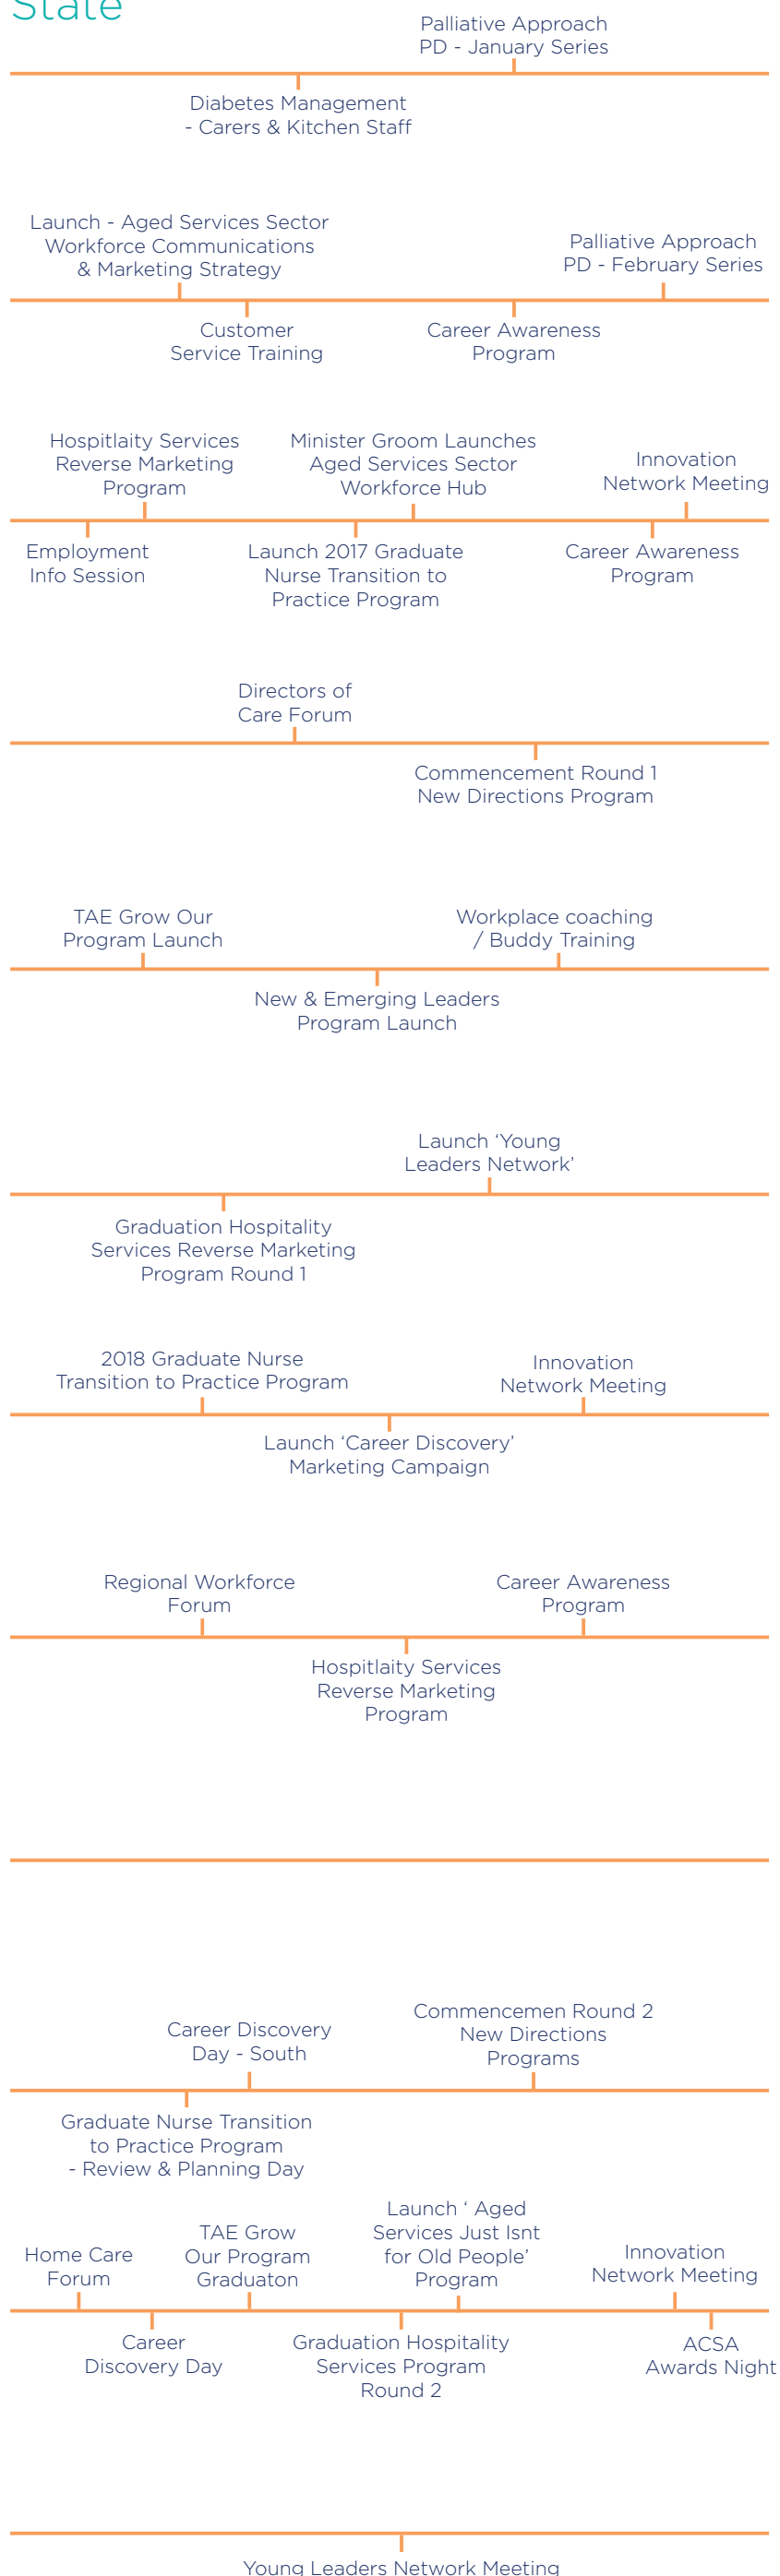 State
Palliative Approach
PD - January Series
Diabetes Management
- Carers & Kitchen Staff
Launch - Aged Services Sector
Workforce Communications
& Marketing Strategy
Palliative Approach
PD - February Series
Customer
Service Training
Career Awareness
Program
Hospitlaity Services
Reverse Marketing
Program
Minister Groom Launches
Aged Services Sector
Workforce Hub
Innovation
Network Meeting
Employment
Info Session
Launch 2017 Graduate
Nurse Transition to
Practice Program
Career Awareness
Program
Directors of
Care Forum
Commencement Round 1
New Directions Program
TAE Grow Our
Program Launch
Workplace coaching
/ Buddy Training
New & Emerging Leaders
Program Launch
Launch ‘Young
Leaders Network’
Graduation Hospitality
Services Reverse Marketing
Program Round 1
2018 Graduate Nurse
Transition to Practice Program
Innovation
Network Meeting
Launch ‘Career Discovery’
Marketing Campaign
Regional Workforce
Forum
Career Awareness
Program
Hospitlaity Services
Reverse Marketing
Program
Career Discovery
Day - South
Commencemen Round 2
New Directions
Programs
Graduate Nurse Transition
to Practice Program
- Review & Planning Day
Home Care
Forum
TAE Grow
Our Program
Graduaton
Launch ‘ Aged
Services Just Isnt
for Old People’
Program
Innovation
Network Meeting
Career
Discovery Day
Graduation Hospitality
Services Program
Round 2
ACSA
Awards Night
Young Leaders Network Meeting